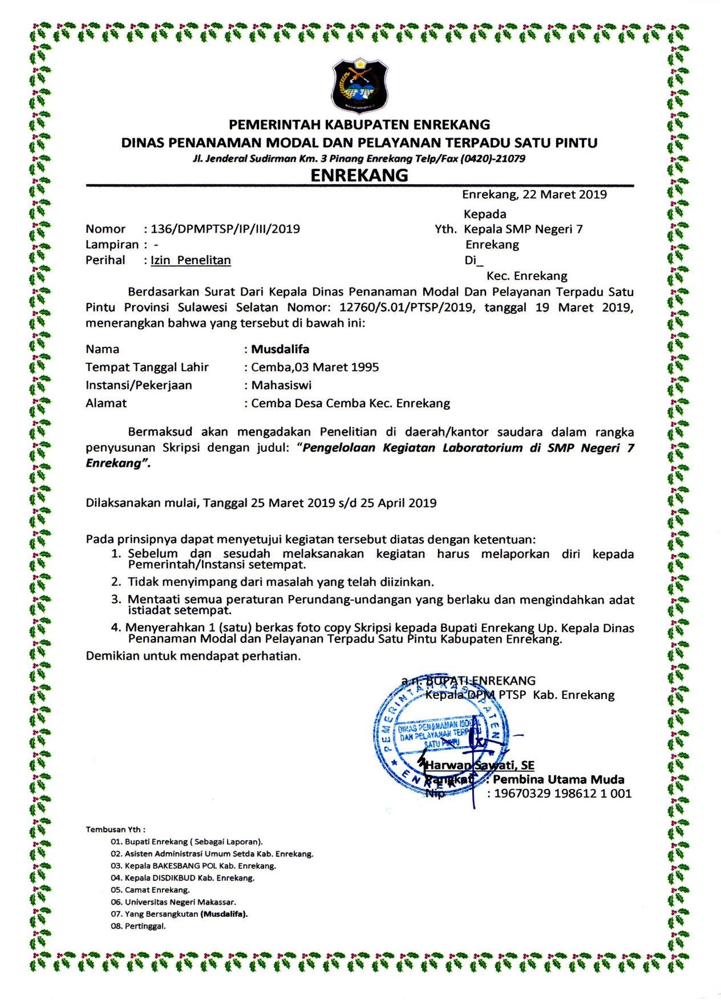 PEMERINTAH KABUPATEN ENREKANG
DINAS PENANAMAN MODAL DAN PELAYANAN TERPADU SATU PINTU
Jl. Jenderal Sudirman Km. 3 Pinang Enrekang Telp/Fax (0420)-21079
ENREKANG
Enrekang, 22 Maret 2019
Kepada
Nomor : 136/DPMPTSP/IP/III/2019 Yth. Kepala SMP Negeri 7
Lampiran : - Enrekang
Perihal : Izin Penelitan Di_
Kec. Enrekang
Berdasarkan Surat Dari Kepala Dinas Penanaman Modal Dan Pelayanan Terpadu Satu
Pintu Provinsi Sulawesi Selatan Nomor: 12760/S.01/PTSP/2019, tanggal 19 Maret 2019,
menerangkan bahwa yang tersebut di bawah ini:
Nama : Musdalifa
Tempat Tanggal Lahir : Cemba,03 Maret 1995
Instansi/Pekerjaan : Mahasiswi
Alamat : Cemba Desa Cemba Kec. Enrekang
Bermaksud akan mengadakan Penelitian di daerah/kantor saudara dalam rangka
penyusunan Skripsi dengan judul: “Pengelolaan Kegiatan Laboratorium di SMP Negeri 7
Enrekang”.
Dilaksanakan mulai, Tanggal 25 Maret 2019 s/d 25 April 2019
Pada prinsipnya dapat menyetujui kegiatan tersebut diatas dengan ketentuan:
1. Sebelum dan sesudah melaksanakan kegiatan harus melaporkan diri kepada
Pemerintah/Instansi setempat.
2. Tidak menyimpang dari masalah yang telah diizinkan.
3. Mentaati semua peraturan Perundang-undangan yang berlaku dan mengindahkan adat
istiadat setempat.
4. Menyerahkan 1 (satu) berkas foto copy Skripsi kepada Bupati Enrekang Up. Kepala Dinas
Penanaman Modal dan Pelayanan Terpadu Satu Pintu Kabupaten Enrekang.
Demikian untuk mendapat perhatian.
a.n. BUPATI ENREKANG
Kepala DPM PTSP Kab. Enrekang
PEMERINTAH KABUPATEN
DINAS PENANAMAN MODAL
DAN PELAYANAN TERPADU
SATU PINTU
ENREKANG
Harwan Sawati, SE
Pangkat : Pembina Utama Muda
Nip : 19670329 198612 1 001
Tembusan Yth :
01. Bupati Enrekang ( Sebagai Laporan).
02. Asisten Administrasi Umum Setda Kab. Enrekang.
03. Kepala BAKESBANG POL Kab. Enrekang.
04. Kepala DISDIKBUD Kab. Enrekang.
05. Camat Enrekang.
06. Universitas Negeri Makassar.
07. Yang Bersangkutan (Musdalifa).
08. Pertinggal.